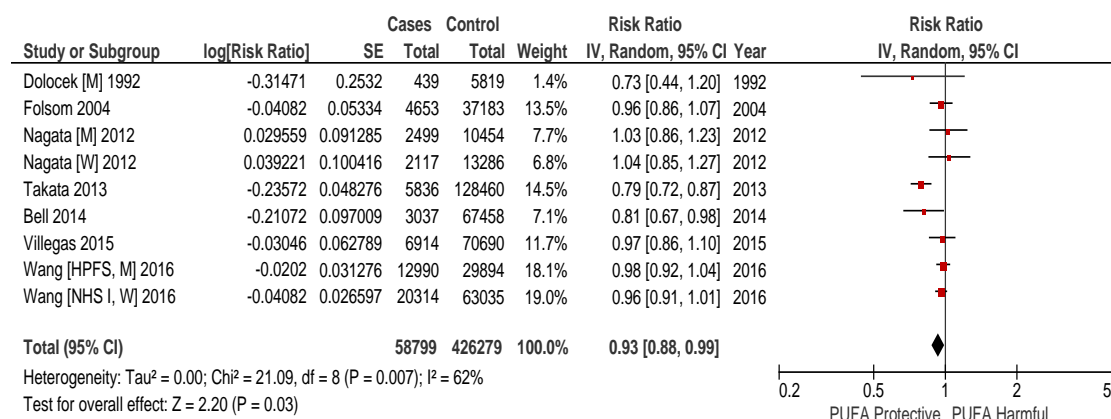 Cases Control Risk Ratio Risk Ratio
Study or Subgroup log[Risk Ratio] SE Total Total Weight IV, Random, 95% CI Year IV, Random, 95% CI
Dolocek [M] 1992 -0.31471 0.2532 439 5819 1.4% 0.73 [0.44, 1.20] 1992
Folsom 2004 -0.04082 0.05334 4653 37183 13.5% 0.96 [0.86, 1.07] 2004
Nagata [M] 2012 0.029559 0.091285 2499 10454 7.7% 1.03 [0.86, 1.23] 2012
Nagata [W] 2012 0.039221 0.100416 2117 13286 6.8% 1.04 [0.85, 1.27] 2012
Takata 2013 -0.23572 0.048276 5836 128460 14.5% 0.79 [0.72, 0.87] 2013
Bell 2014 -0.21072 0.097009 3037 67458 7.1% 0.81 [0.67, 0.98] 2014
Villegas 2015 -0.03046 0.062789 6914 70690 11.7% 0.97 [0.86, 1.10] 2015
Wang [HPFS, M] 2016 -0.0202 0.031276 12990 29894 18.1% 0.98 [0.92, 1.04] 2016
Wang [NHS I, W] 2016 -0.04082 0.026597 20314 63035 19.0% 0.96 [0.91, 1.01] 2016
Total (95% CI) 58799 426279 100.0% 0.93 [0.88, 0.99]
Heterogeneity: Tau² = 0.00; Chi² = 21.09, df = 8 (P = 0.007); I² = 62%
Test for overall effect: Z = 2.20 (P = 0.03)
0.2 0.5 1 2 5
PUFA Protective PUFA Harmful